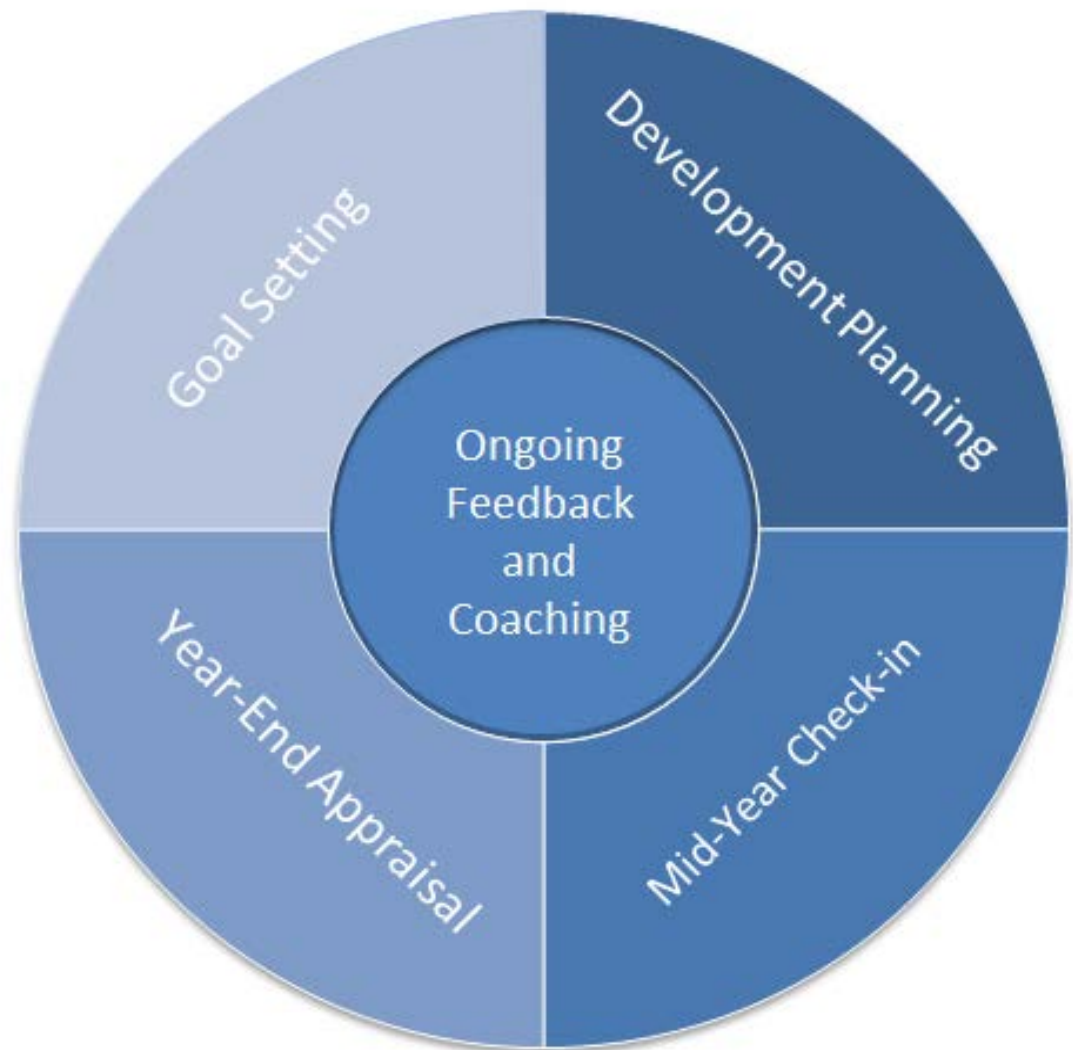 Goal Setting
Development Planning
Ongoing
Feedback
and
Coaching
Year-End Appraisal
Mid-Year Check-in